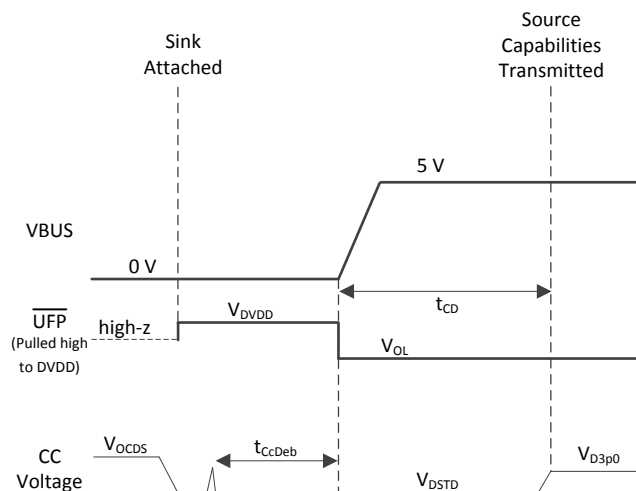 Sink
Attached
Source
Capabilities
Transmitted
5 V
VBUS
0 V
tCD
UFP
(Pulled high
to DVDD)
high-z
VDVDD
VOL
CC
Voltage
VOCDS
tCcDeb
VDSTD
VD3p0